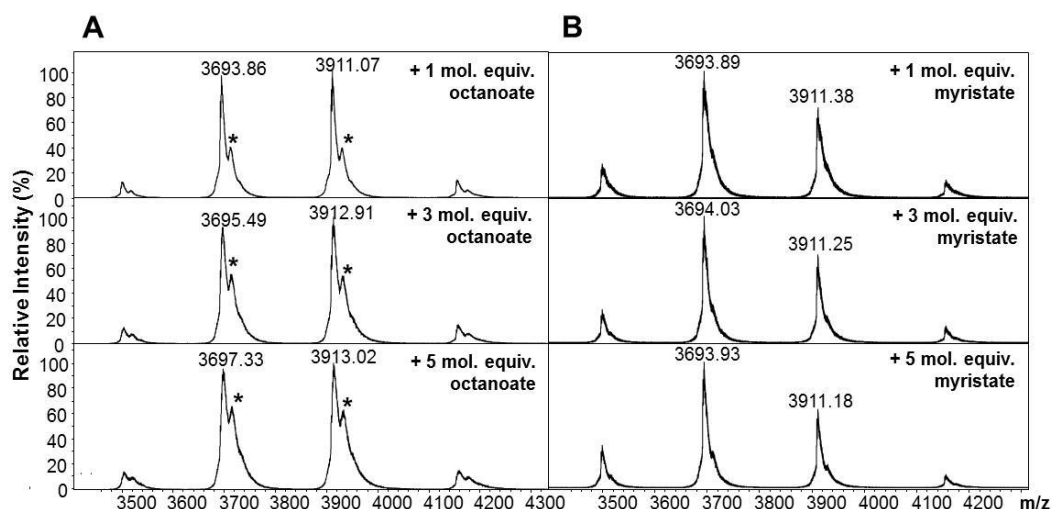 A
B
3693.86
3911.07
+ 1 mol. equiv.
octanoate
*
*
100
80
60
40
20
0
3695.49
3912.91
+ 3 mol. equiv.
octanoate
*
*
100
80
60
40
20
0
3697.33
3913.02
+ 5 mol. equiv.
octanoate
*
*
100
80
60
40
20
0
Relative Intensity (%)
3500 3600 3700 3800 3900 4000 4100 4200 4300
3693.89
3911.38
+ 1 mol. equiv.
myristate
3694.03
3911.25
+ 3 mol. equiv.
myristate
3693.93
3911.18
+ 5 mol. equiv.
myristate
3500 3600 3700 3800 3900 4000 4100 4200 m/z